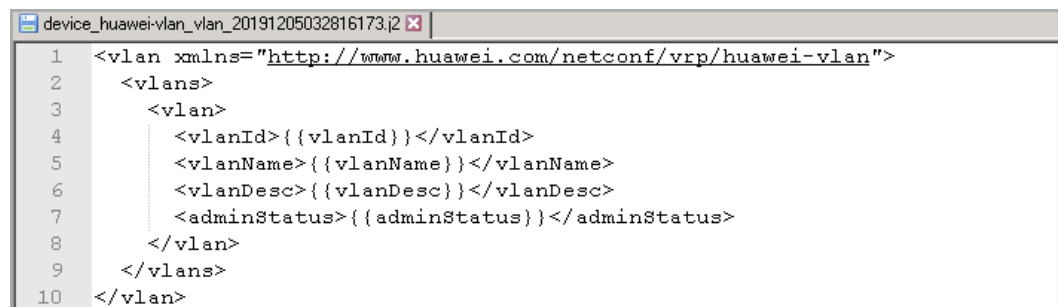 device_huawei-vlan_vlan_20191205032816173.j2
1 <vlan xmlns="http://www.huawei.com/netconf/vrp/huawei-vlan">
2 <vlans>
3 <vlan>
4 <vlanId>{{vlanId}}</vlanId>
5 <vlanName>{{vlanName}}</vlanName>
6 <vlanDesc>{{vlanDesc}}</vlanDesc>
7 <adminStatus>{{adminStatus}}</adminStatus>
8 </vlan>
9 </vlans>
10 </vlan>